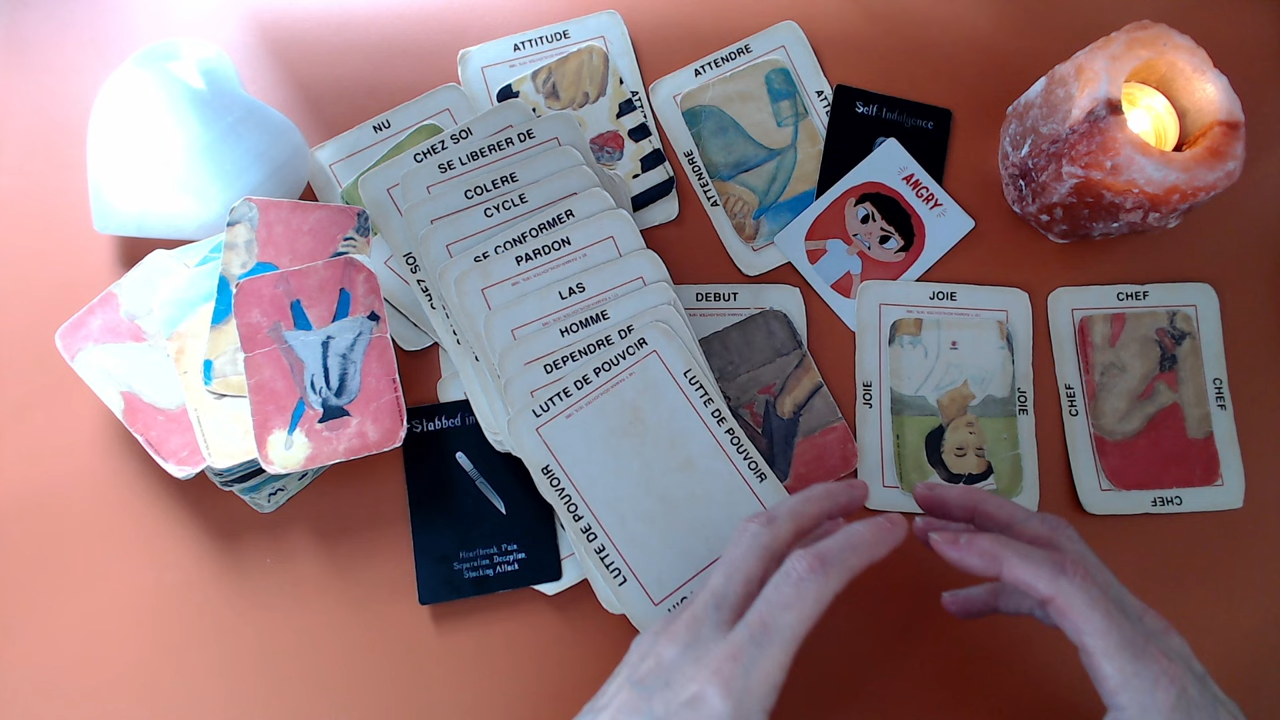 ATTITUDE
ATTENDRE
ATTENDRE
NU
CHEZ SOI
CHEZ SOI
SE LIBERER DE
COLERE
CYCLE
SE CONFORMER
PARDON
LAS
HOMME
DEPENDRE DE
LUTTE DE POUVOIR
LUTTE DE POUVOIR
LUTTE DE POUVOIR
Self-Indulgence
ANGRY
DEBUT
JOIE
JOIE
JOIE
CHEF
CHEF
CHEF
CHEF
Stabbed in
Heartbreak, Pain
Separation, Deception,
Shocking Attack